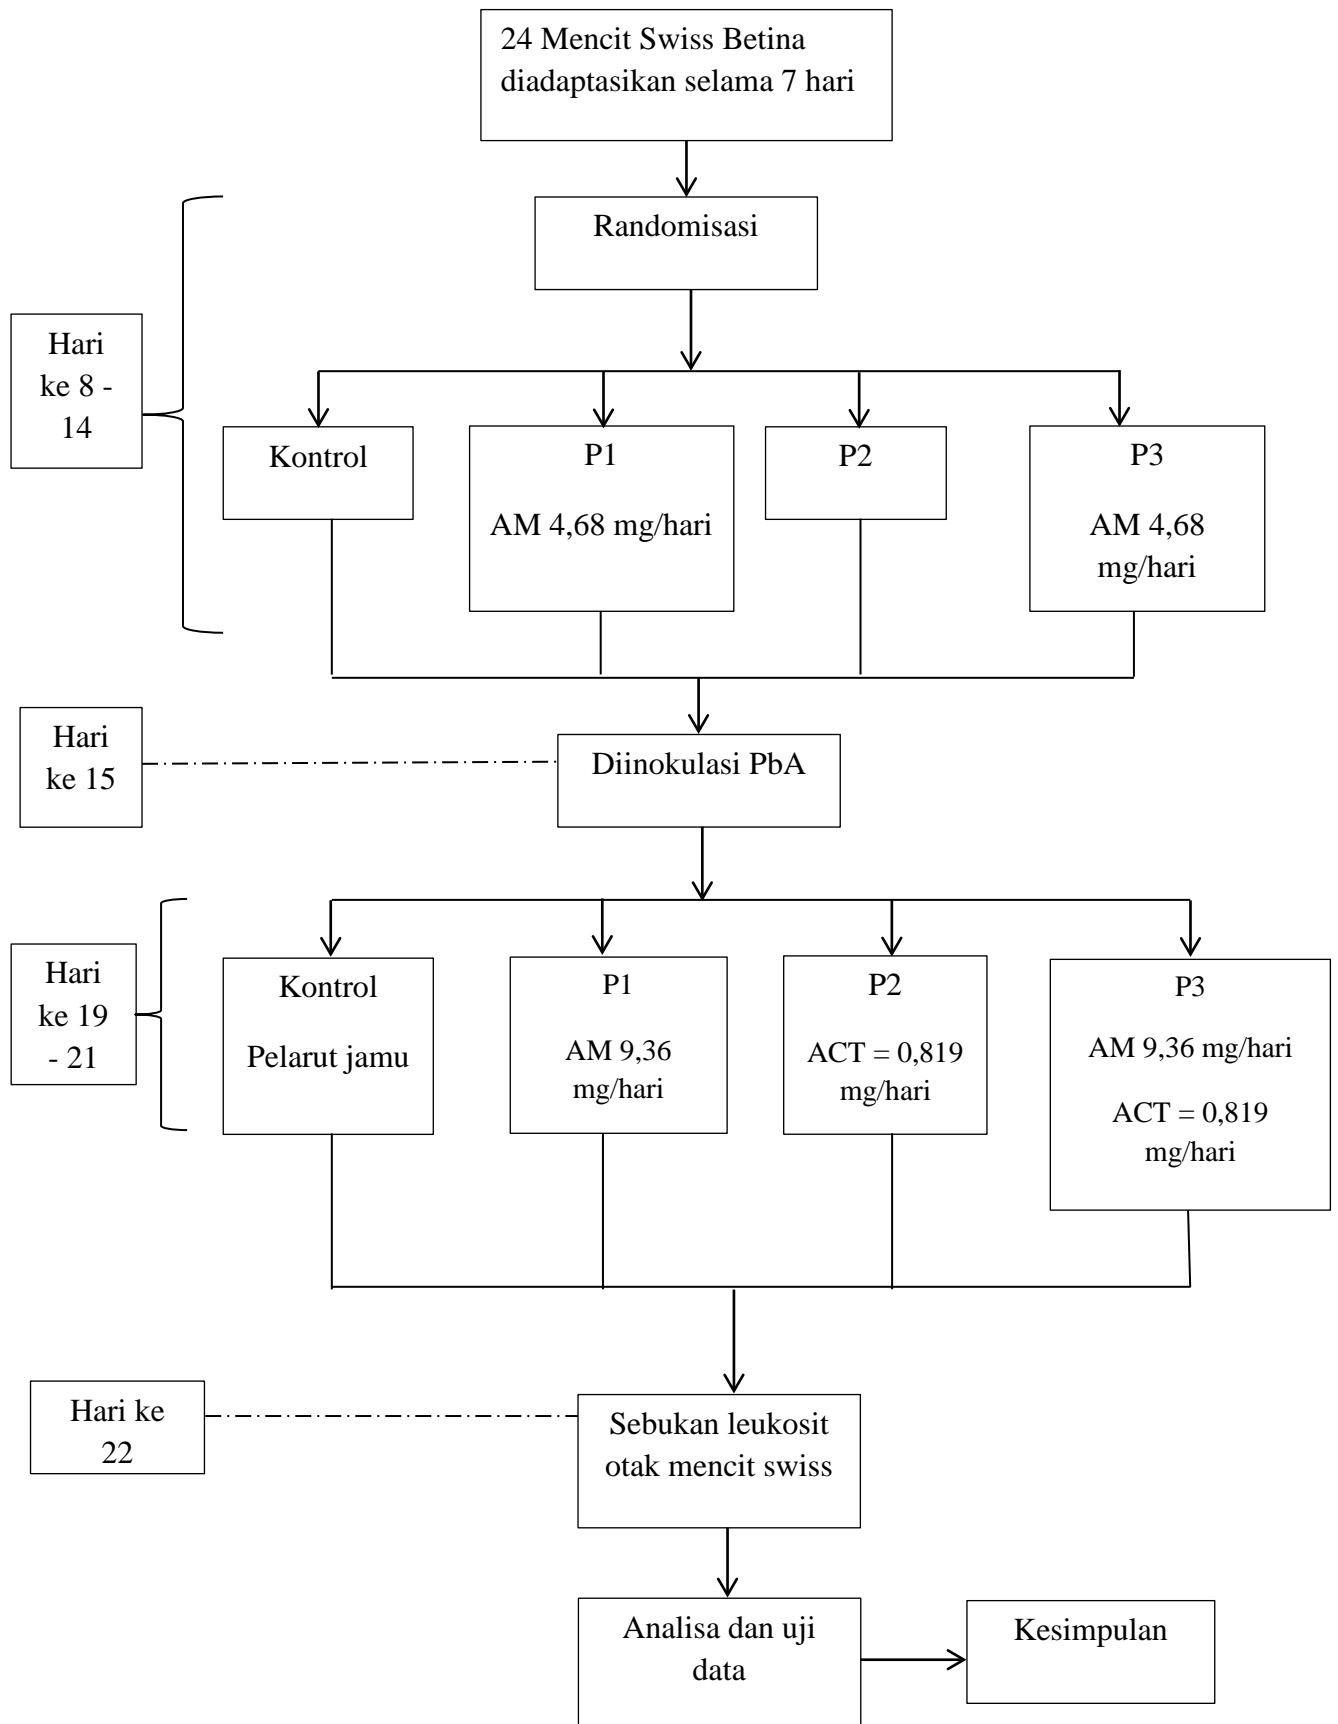 24 Mencit Swiss Betina
diadaptasikan selama 7 hari
Randomisasi
Hari
ke 8 -
14
Kontrol
P1
AM 4,68 mg/hari
P2
P3
AM 4,68
mg/hari
Hari
ke 15
Diinokulasi PbA
Hari
ke 19
- 21
Kontrol
Pelarut jamu
P1
AM 9,36
mg/hari
P2
ACT = 0,819
mg/hari
P3
AM 9,36 mg/hari
ACT = 0,819
mg/hari
Hari ke
22
Sebukan leukosit
otak mencit swiss
Analisa dan uji
data
Kesimpulan